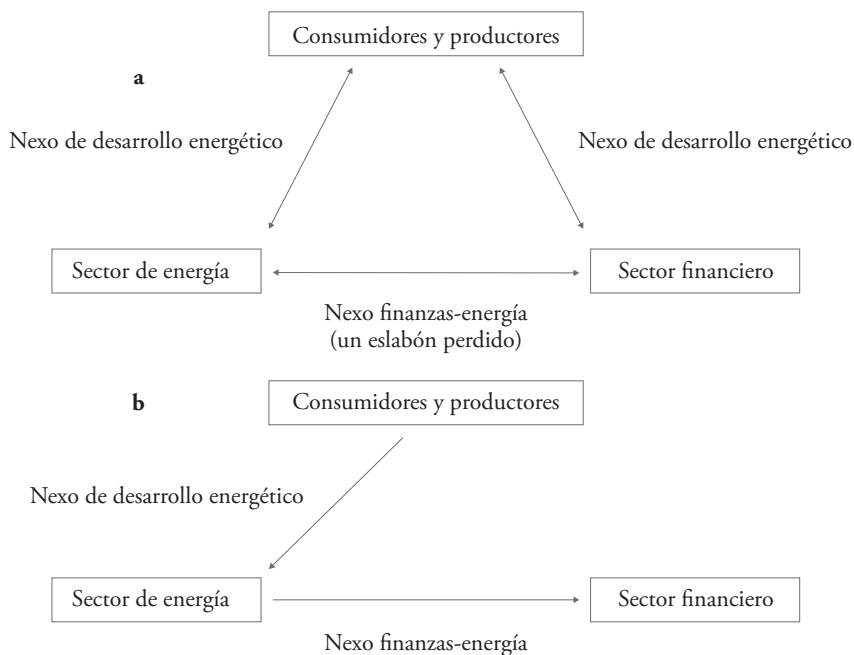 Consumidores y productores
a
Nexo de desarrollo energético
Nexo de desarrollo energético
Sector de energía
Sector financiero
Nexo finanzas-energía
(un eslabón perdido)
b
Consumidores y productores
Nexo de desarrollo energético
Sector de energía
Sector financiero
Nexo finanzas-energía